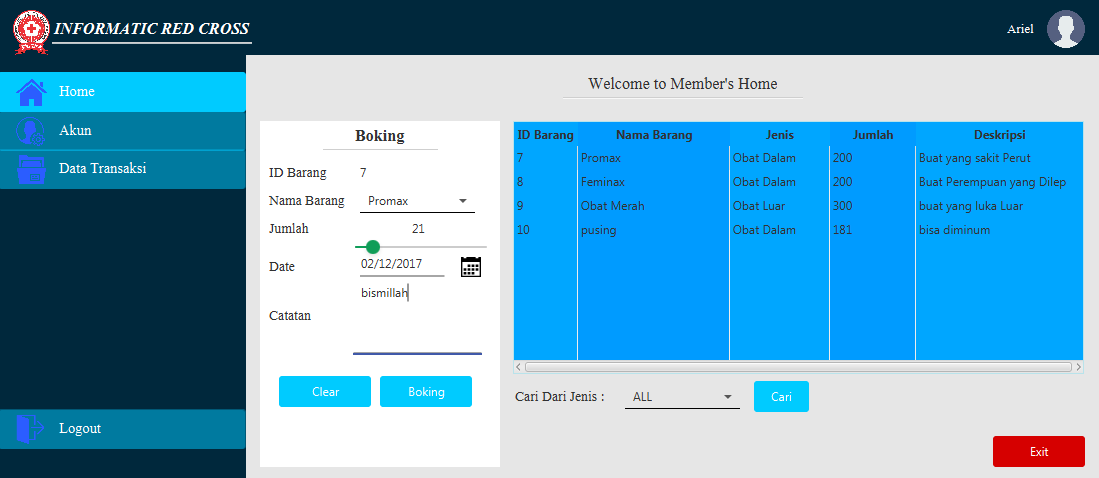 INFORMATIC RED CROSS
Ariel
Home
Akun
Data Transaksi
Logout
Welcome to Member's Home
Boking
ID Barang 7
Nama Barang Promax
Jumlah 21
Date 02/12/2017
bismillah
Catatan
Clear Boking
ID Barang Nama Barang Jenis Jumlah Deskripsi
7 Promax Obat Dalam 200 Buat yang sakit Perut
8 Feminax Obat Dalam 200 Buat Perempuan yang Dilep
9 Obat Merah Obat Luar 300 buat yang luka Luar
10 pusing Obat Dalam 181 bisa diminum
Cari Dari Jenis : ALL Cari
Exit